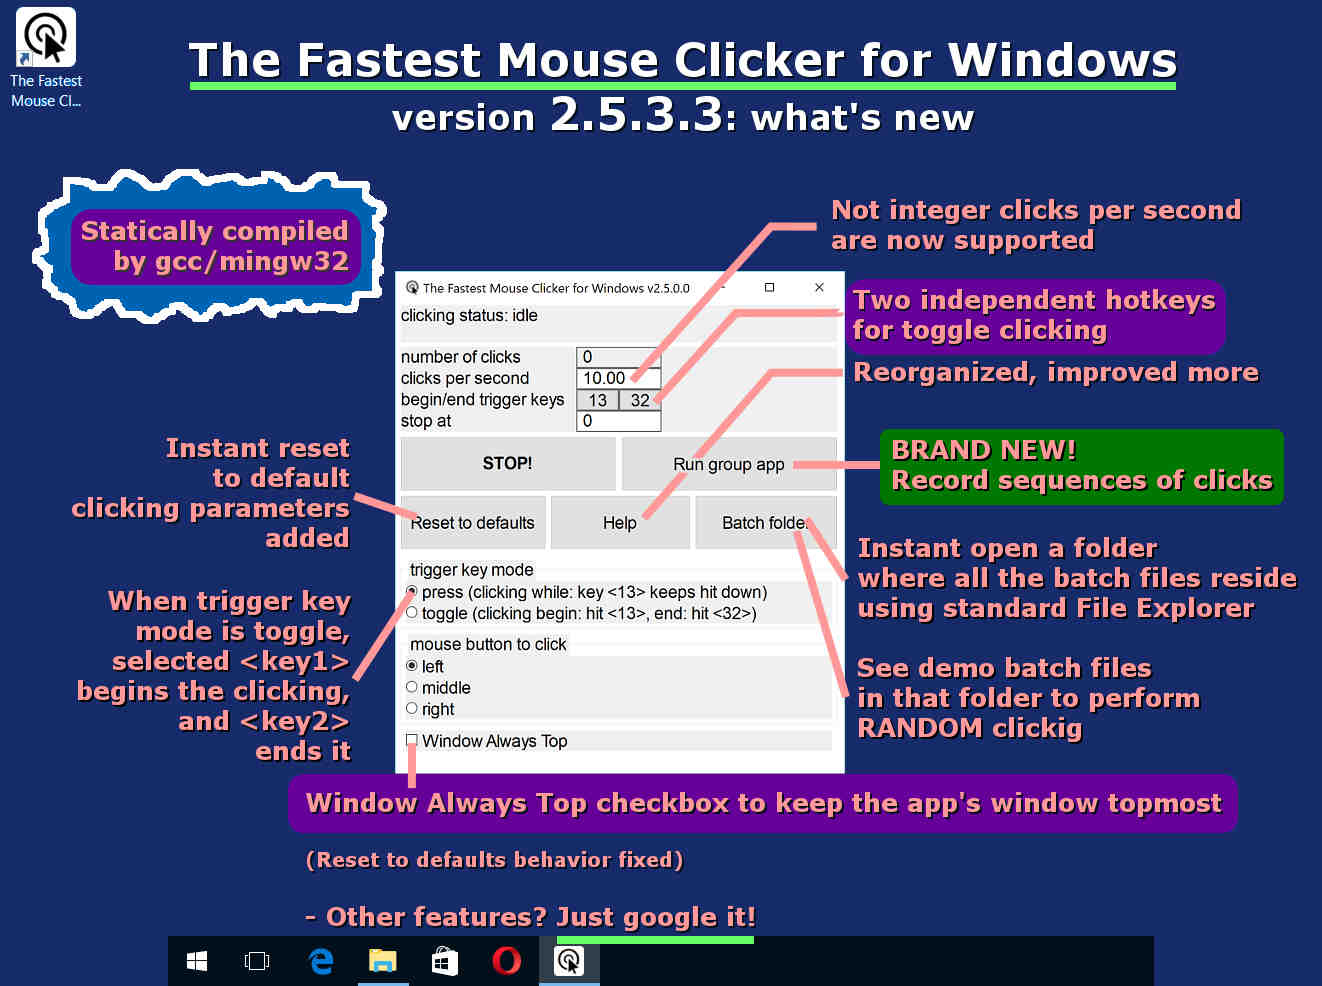 The Fastest
Mouse Cl...
The Fastest Mouse Clicker for Windows
version 2.5.3.3: what's new
Statically compiled
by gcc/mingw32
Not integer clicks per second
are now supported
Two independent hotkeys
for toggle clicking
Reorganized, improved more
BRAND NEW!
Record sequences of clicks
Instant open a folder
where all the batch files reside
using standard File Explorer
See demo batch files
in that folder to perform
RANDOM clickig
Instant reset
to default
clicking parameters
added
When trigger key
mode is toggle,
selected <key1>
begins the clicking,
and <key2>
ends it
The Fastest Mouse Clicker for Windows v2.5.0.0
clicking status: idle
number of clicks 0
clicks per second 10.00
begin/end trigger keys 13 32
stop at 0
STOP! Run group app
Reset to defaults Help Batch folder
trigger key mode
press (clicking while: key <13> keeps hit down)
toggle (clicking begin: hit <13>, end: hit <32>)
mouse button to click
left
middle
right
Window Always Top
Window Always Top checkbox to keep the app's window topmost
(Reset to defaults behavior fixed)
- Other features? Just google it!